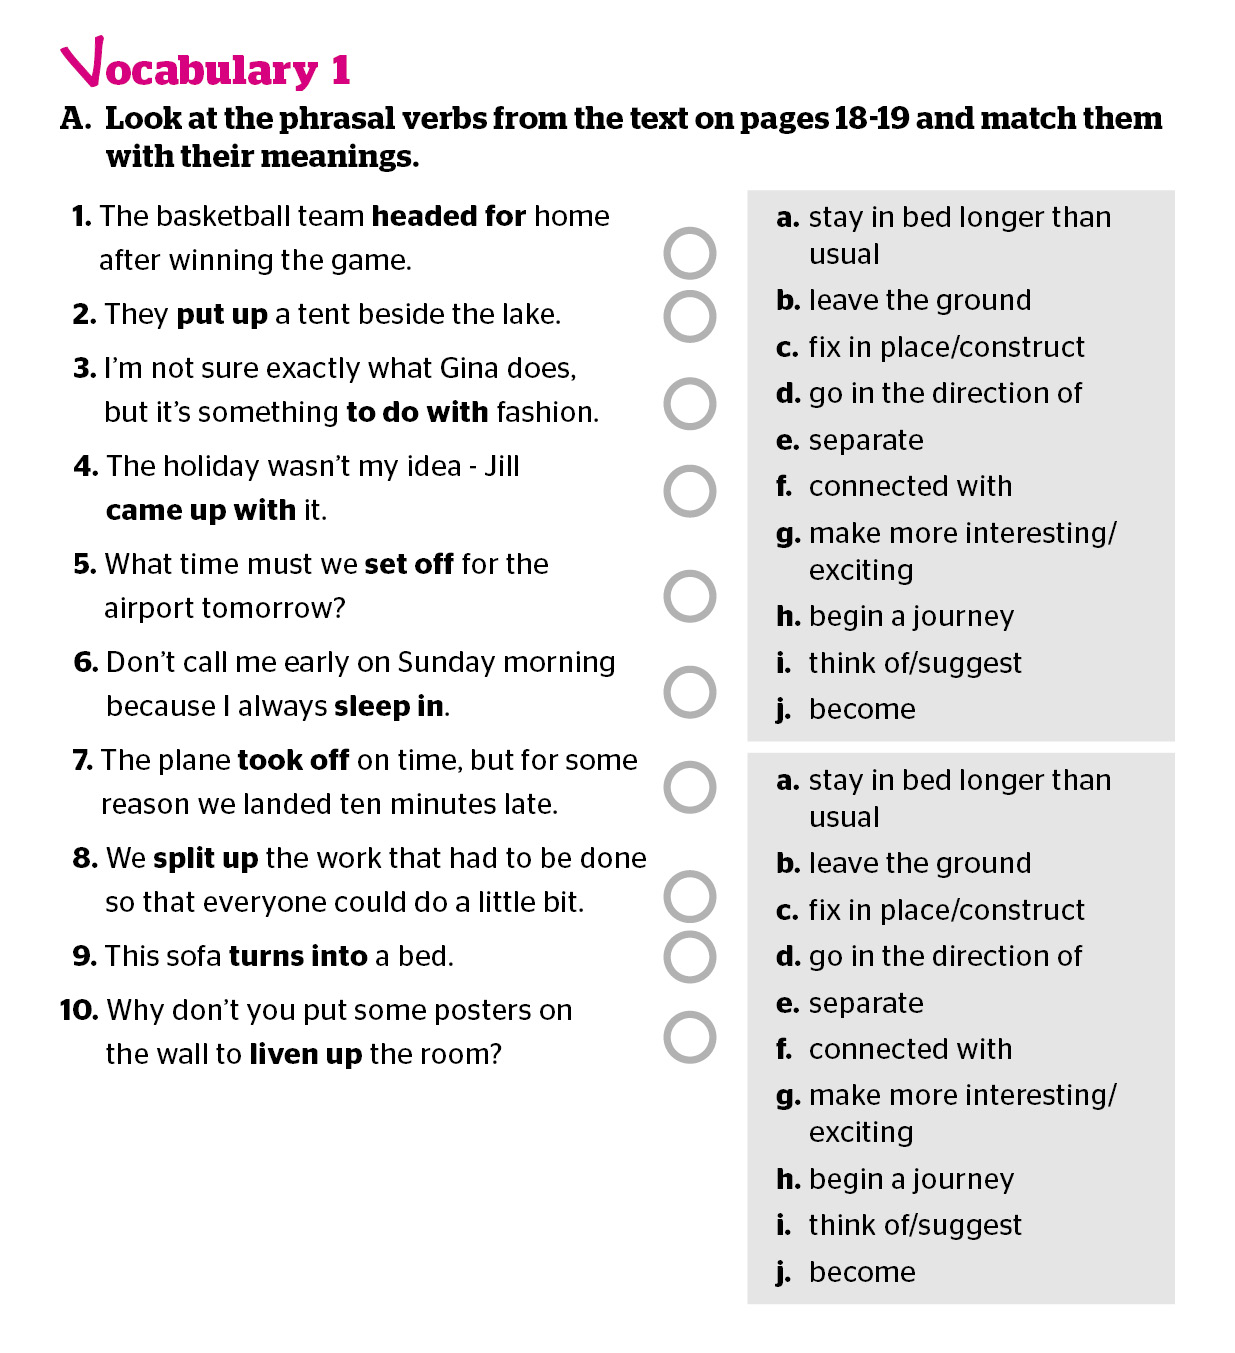 Vocabulary 1
A. Look at the phrasal verbs from the text on pages 18-19 and match them
with their meanings.
1. The basketball team headed for home
after winning the game.
2. They put up a tent beside the lake.
3. I'm not sure exactly what Gina does,
but it's something to do with fashion.
4. The holiday wasn't my idea - Jill
came up with it.
5. What time must we set off for the
airport tomorrow?
6. Don't call me early on Sunday morning
because I always sleep in.
7. The plane took off on time, but for some
reason we landed ten minutes late.
8. We split up the work that had to be done
so that everyone could do a little bit.
9. This sofa turns into a bed.
10. Why don't you put some posters on
the wall to liven up the room?
a. stay in bed longer than
usual
b. leave the ground
c. fix in place/construct
d. go in the direction of
e. separate
f. connected with
g. make more interesting/
exciting
h. begin a journey
i. think of/suggest
j. become
a. stay in bed longer than
usual
b. leave the ground
c. fix in place/construct
d. go in the direction of
e. separate
f. connected with
g. make more interesting/
exciting
h. begin a journey
i. think of/suggest
j. become